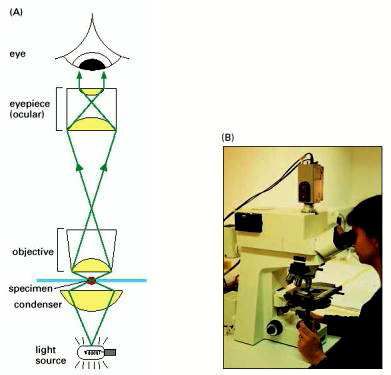 (A)
eye
eyepiece
(ocular)
(B)
objective
specimen
condenser
light
source